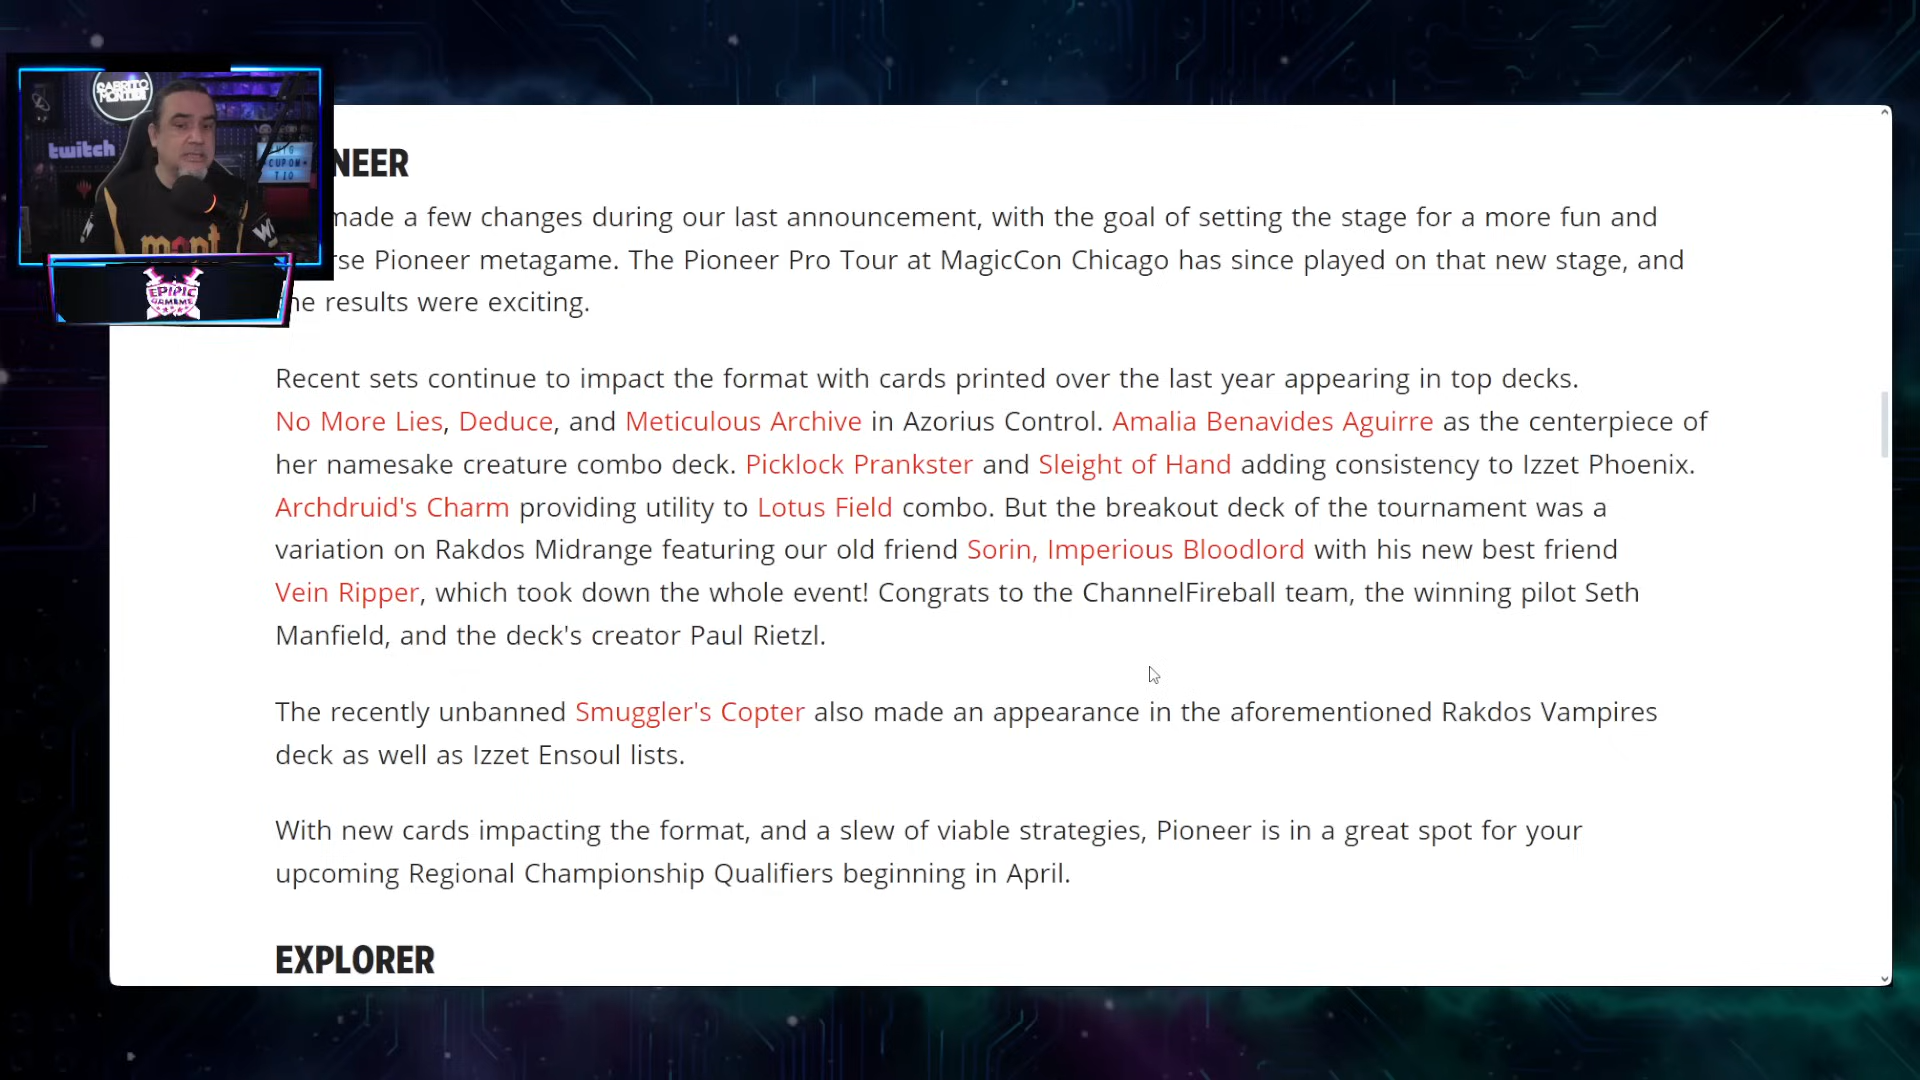 twitch
CUPOM
TIO
EPIPIC
NEER
made a few changes during our last announcement, with the goal of setting the stage for a more fun and
rse Pioneer metagame. The Pioneer Pro Tour at MagicCon Chicago has since played on that new stage, and
he results were exciting.
Recent sets continue to impact the format with cards printed over the last year appearing in top decks.
No More Lies, Deduce, and Meticulous Archive in Azorius Control. Amalia Benavides Aguirre as the centerpiece of
her namesake creature combo deck. Picklock Prankster and Sleight of Hand adding consistency to Izzet Phoenix.
Archdruid's Charm providing utility to Lotus Field combo. But the breakout deck of the tournament was a
variation on Rakdos Midrange featuring our old friend Sorin, Imperious Bloodlord with his new best friend
Vein Ripper, which took down the whole event! Congrats to the ChannelFireball team, the winning pilot Seth
Manfield, and the deck's creator Paul Rietzl.
The recently unbanned Smuggler's Copter also made an appearance in the aforementioned Rakdos Vampires
deck as well as Izzet Ensoul lists.
With new cards impacting the format, and a slew of viable strategies, Pioneer is in a great spot for your
upcoming Regional Championship Qualifiers beginning in April.
EXPLORER